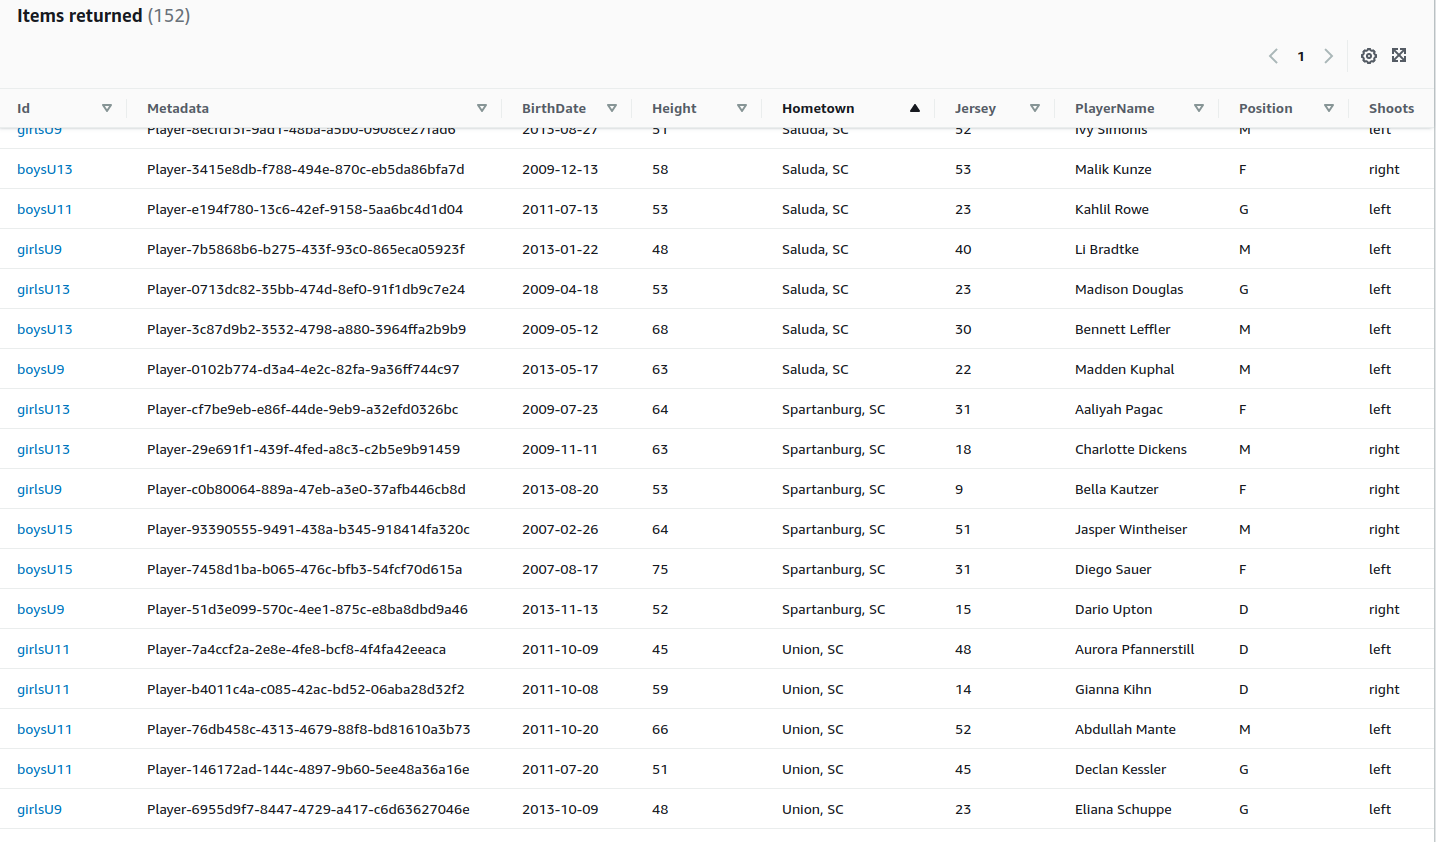 Items returned (152)
1
Id Metadata BirthDate Height Hometown Jersey PlayerName Position Shoots
girlsU9 Player-8ecfdf3f-9ad1-48ba-a5b0-0908ce27fad6 2013-08-27 51 Saluda, SC 52 Ivy Simonis M left
boysU13 Player-3415e8db-f788-494e-870c-eb5da86bfa7d 2009-12-13 58 Saluda, SC 53 Malik Kunze F right
boysU11 Player-e194f780-13c6-42ef-9158-5aa6bc4d1d04 2011-07-13 53 Saluda, SC 23 Kahlil Rowe G left
girlsU9 Player-7b5868b6-b275-433f-93c0-865eca05923f 2013-01-22 48 Saluda, SC 40 Li Bradtke M left
girlsU13 Player-0713dc82-35bb-474d-8ef0-91f1db9c7e24 2009-04-18 53 Saluda, SC 23 Madison Douglas G left
boysU13 Player-3c87d9b2-3532-4798-a880-3964ffa2b9b9 2009-05-12 68 Saluda, SC 30 Bennett Leffler M left
boysU9 Player-0102b774-d3a4-4e2c-82fa-9a36ff744c97 2013-05-17 63 Saluda, SC 22 Madden Kuphal M left
girlsU13 Player-cf7be9eb-e86f-44de-9eb9-a32efd0326bc 2009-07-23 64 Spartanburg, SC 31 Aaliyah Pagac F left
girlsU13 Player-29e691f1-439f-4fed-a8c3-c2b5e9b91459 2009-11-11 63 Spartanburg, SC 18 Charlotte Dickens M right
girlsU9 Player-c0b80064-889a-47eb-a3e0-37afb446cb8d 2013-08-20 53 Spartanburg, SC 9 Bella Kautzer F right
boysU15 Player-93390555-9491-438a-b345-918414fa320c 2007-02-26 64 Spartanburg, SC 51 Jasper Wintheiser M right
boysU15 Player-7458d1ba-b065-476c-bfb3-54fcf70d615a 2007-08-17 75 Spartanburg, SC 31 Diego Sauer F left
boysU9 Player-51d3e099-570c-4ee1-875c-e8ba8dbd9a46 2013-11-13 52 Spartanburg, SC 15 Dario Upton D right
girlsU11 Player-7a4ccf2a-2e8e-4fe8-bcf8-4f4fa42eeaca 2011-10-09 45 Union, SC 48 Aurora Pfannerstill D left
girlsU11 Player-b4011c4a-c085-42ac-bd52-06aba28d32f2 2011-10-08 59 Union, SC 14 Gianna Kihn D right
boysU11 Player-76db458c-4313-4679-88f8-bd81610a3b73 2011-10-20 66 Union, SC 52 Abdullah Mante M left
boysU11 Player-146172ad-144c-4897-9b60-5ee48a36a16e 2011-07-20 51 Union, SC 45 Declan Kessler G left
girlsU9 Player-6955d9f7-8447-4729-a417-c6d63627046e 2013-10-09 48 Union, SC 23 Eliana Schuppe G left